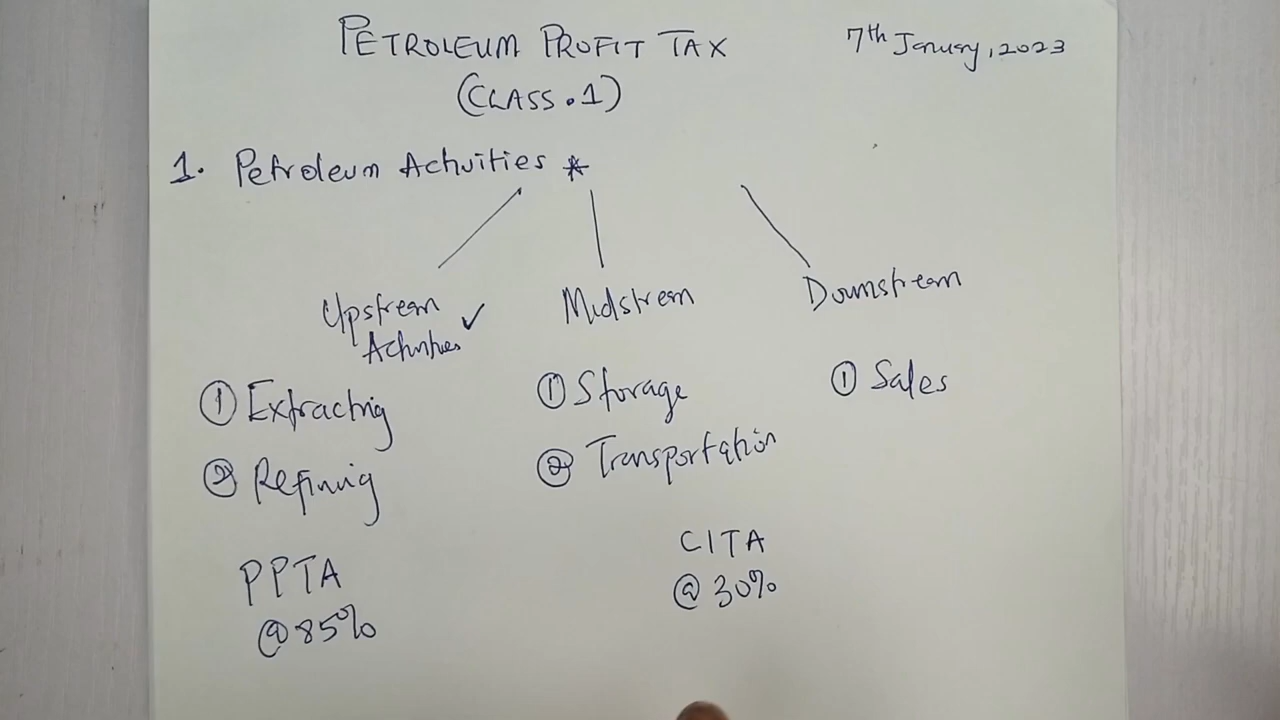 PETROLEUM PROFIT TAX
7th January, 2023
(CLASS.1)
1. Petroleum Activities *
Upstream
Activities ✓
Midstream
Downstream
① Extracting
② Refining
① Storage
② Transportation
① Sales
PPTA
@ 85%
CITA
@ 30%